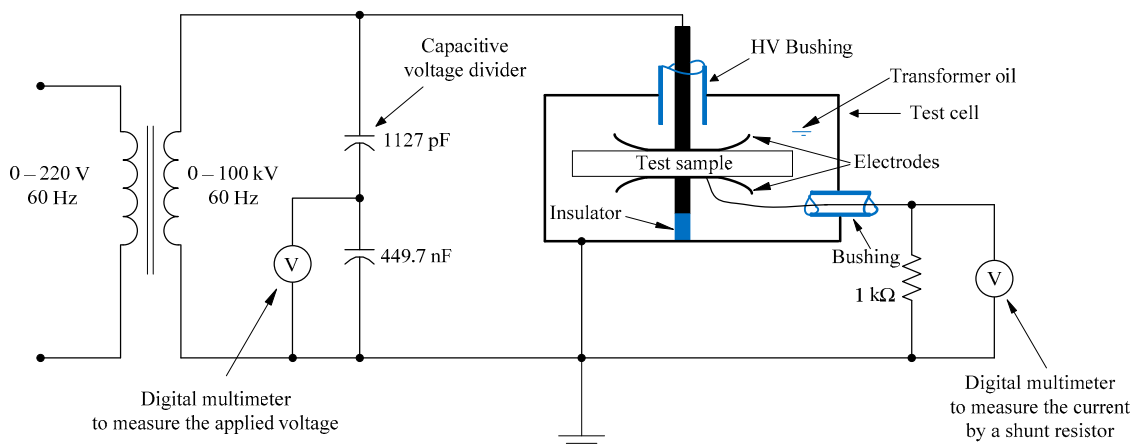 Capacitive
voltage divider
HV Bushing
Transformer oil
Test cell
1127 pF
Test sample
Electrodes
0 – 220 V
60 Hz
0 – 100 kV
60 Hz
Insulator
449.7 nF
Bushing
V
V
1 kΩ
Digital multimeter
to measure the applied voltage
Digital multimeter
to measure the current
by a shunt resistor